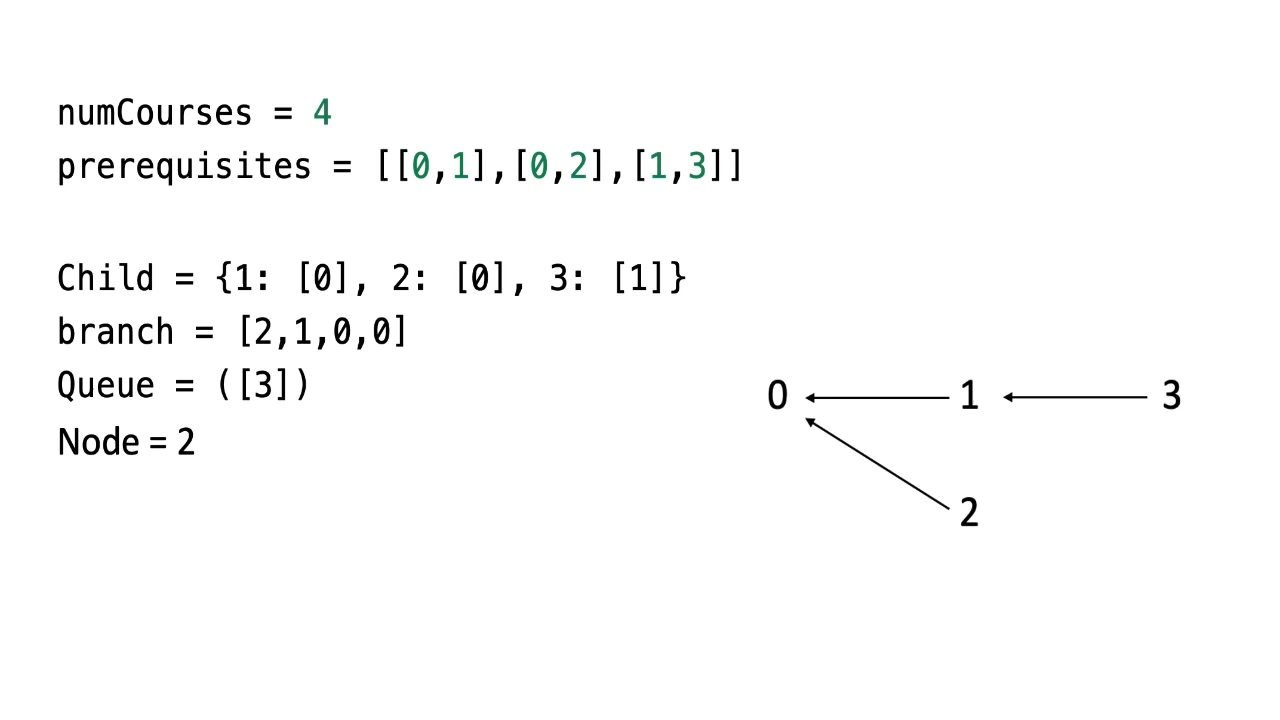 numCourses = 4
prerequisites = [[0,1],[0,2],[1,3]]
Child = {1: [0], 2: [0], 3: [1]}
branch = [2,1,0,0]
Queue = ([3])
Node = 2
0 1 3
2